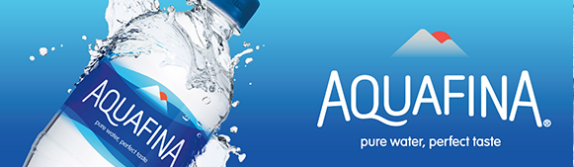 AQUAFINA
pure water, perfect taste
AQUAFINA®
pure water, perfect taste